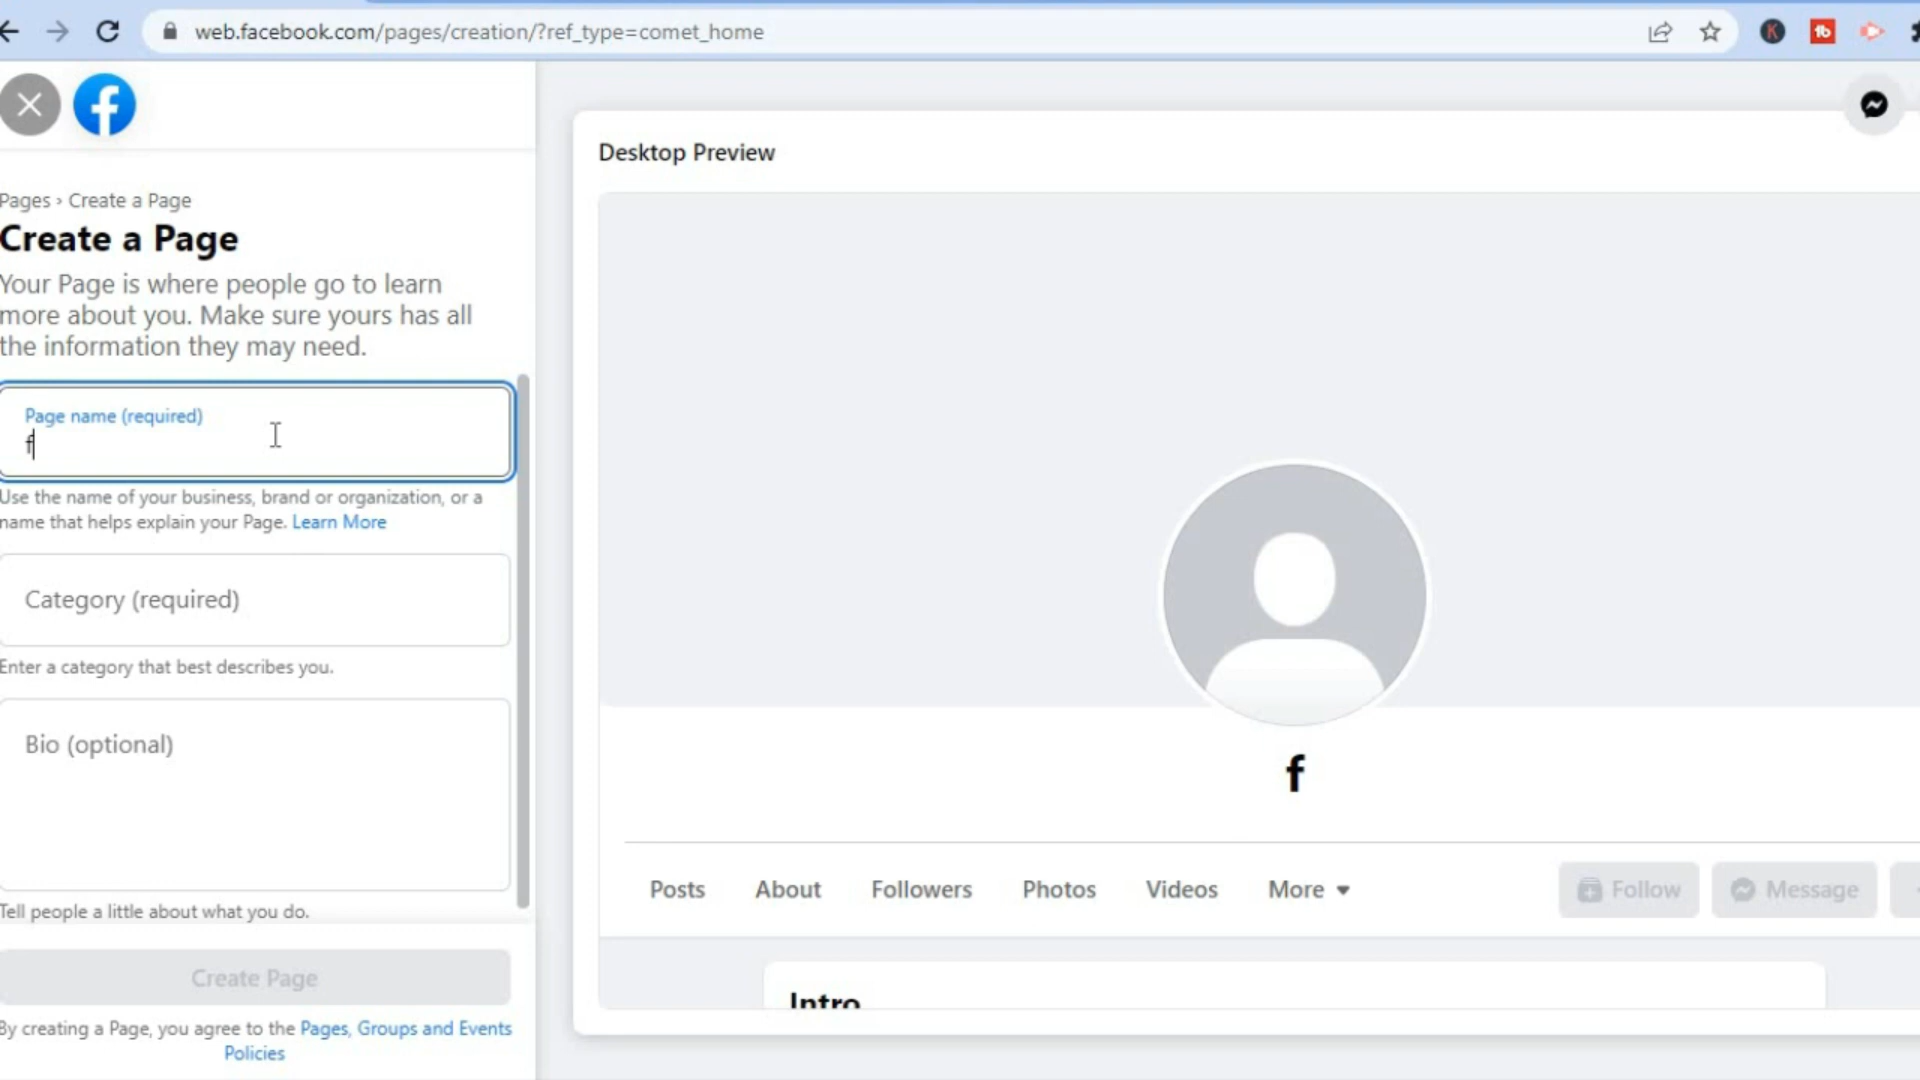 web.facebook.com/pages/creation/?ref_type=comet_home
Desktop Preview
Pages › Create a Page
Create a Page
Your Page is where people go to learn
more about you. Make sure yours has all
the information they may need.
Page name (required)
f
Use the name of your business, brand or organization, or a
name that helps explain your Page. Learn More
Category (required)
Enter a category that best describes you.
Bio (optional)
Tell people a little about what you do.
Create Page
By creating a Page, you agree to the Pages, Groups and Events
Policies
f
Posts About Followers Photos Videos More Follow Message
Intro